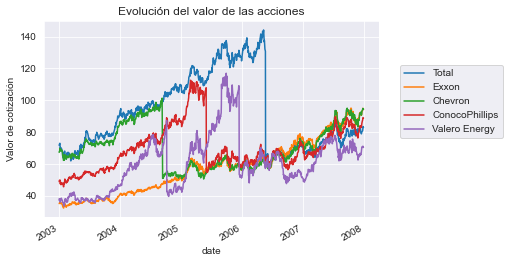 Evolución del valor de las acciones
Valor de cotización
140
120
100
80
60
40
2003
2004
2005
2006
2007
2008
date
Total
Exxon
Chevron
ConocoPhillips
Valero Energy